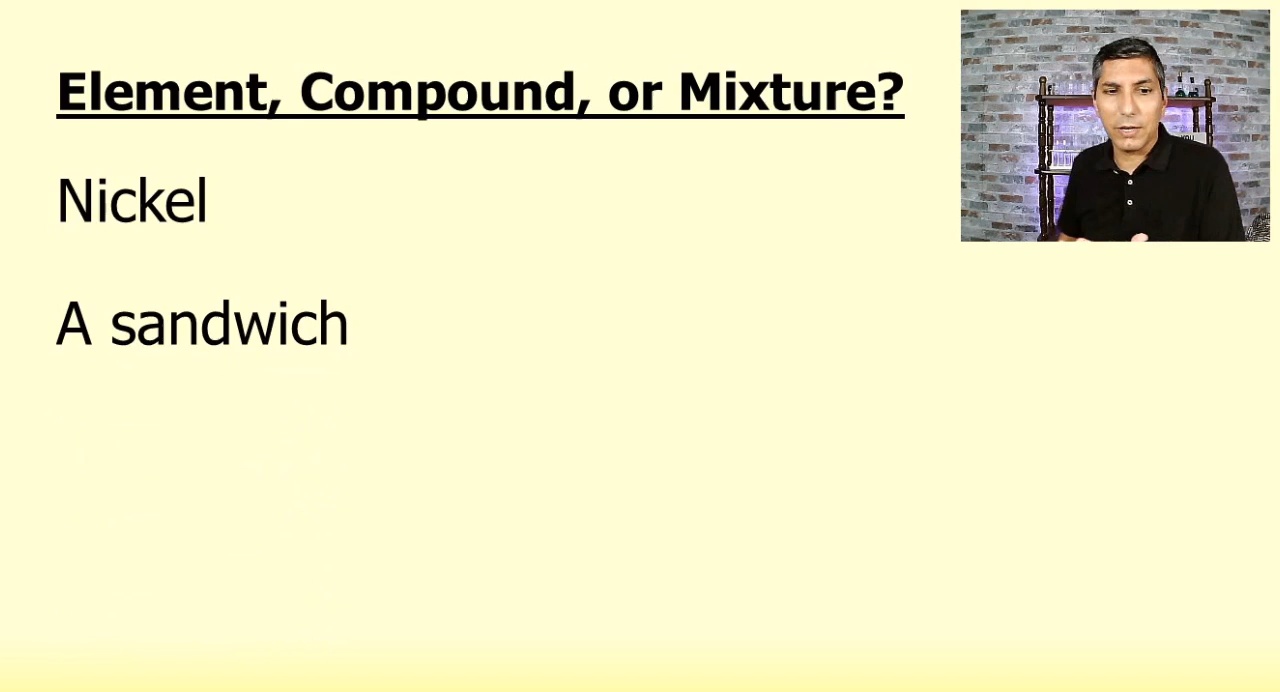 Element, Compound, or Mixture?
Nickel
A sandwich